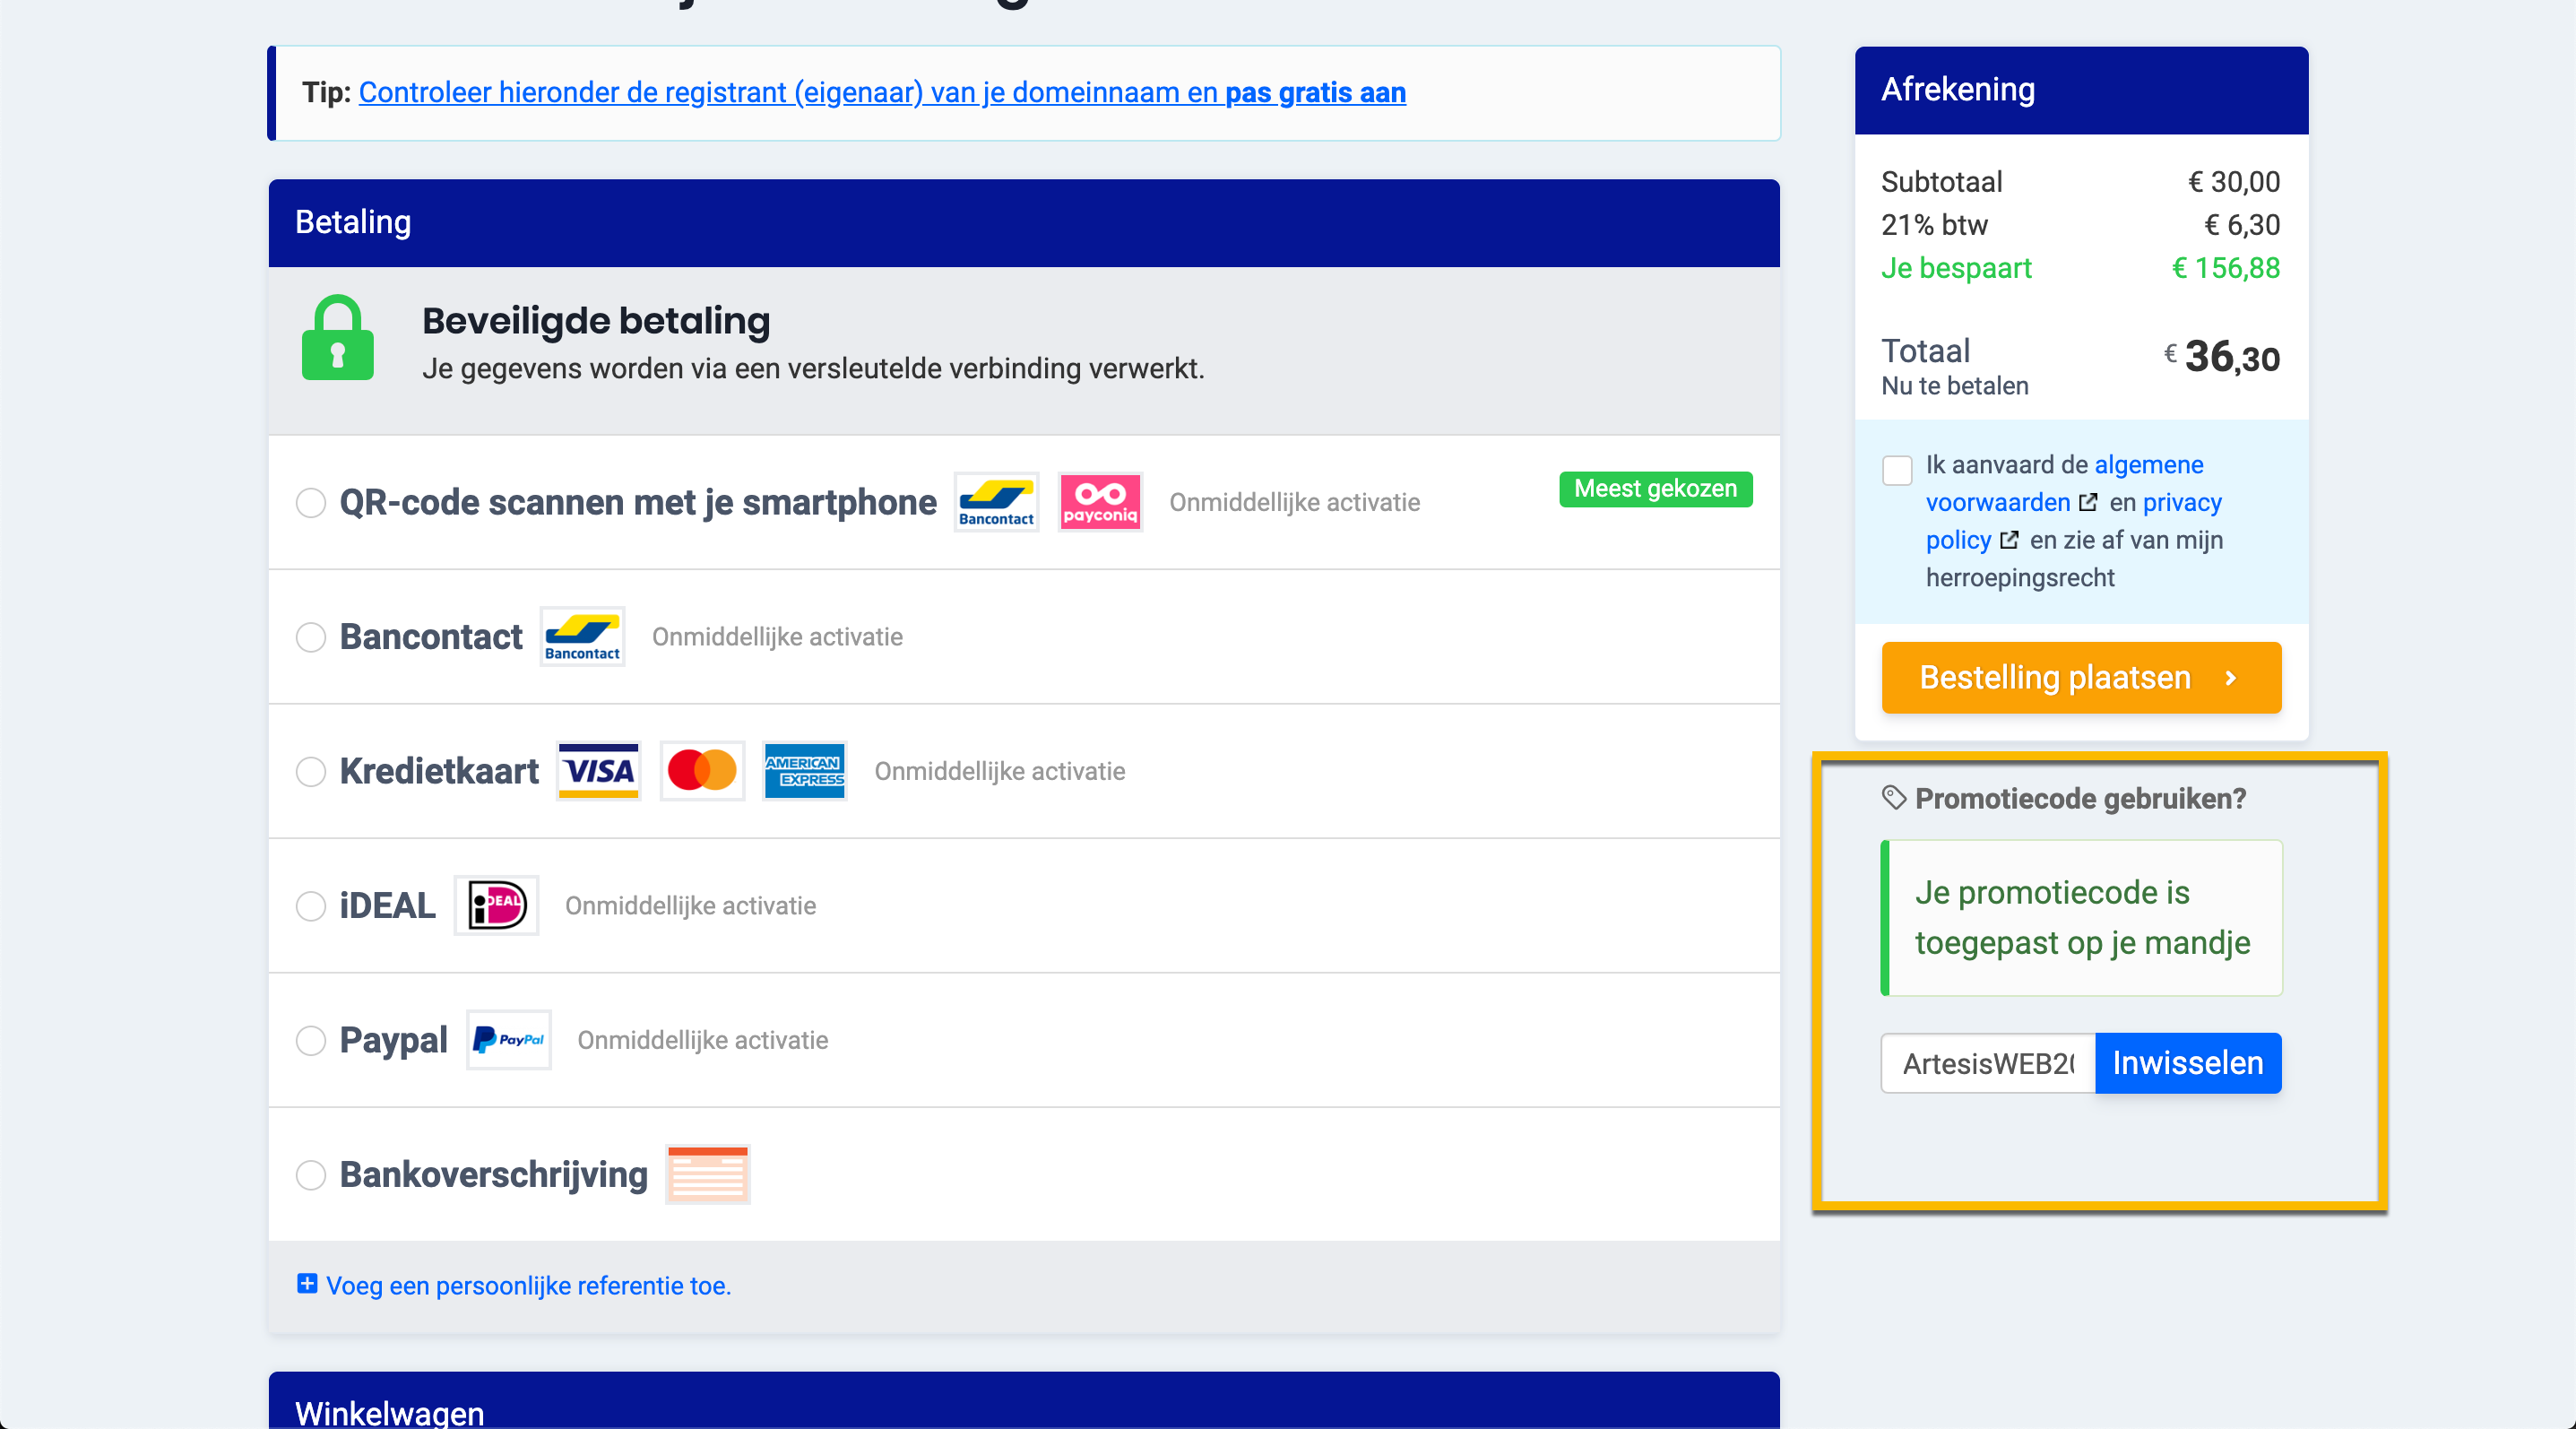 Tip: Controleer hieronder de registrant (eigenaar) van je domeinnaam en pas gratis aan
Betaling
Beveiligde betaling
Je gegevens worden via een versleutelde verbinding verwerkt.
QR-code scannen met je smartphone Bancontact payconiq Onmiddellijke activatie Meest gekozen
Bancontact Bancontact Onmiddellijke activatie
Kredietkaart VISA AMERICAN EXPRESS Onmiddellijke activatie
iDEAL iDEAL Onmiddellijke activatie
Paypal PayPal Onmiddellijke activatie
Bankoverschrijving
Voeg een persoonlijke referentie toe.
Winkelwagen
Afrekening
Subtotaal € 30,00
21% btw € 6,30
Je bespaart € 156,88
Totaal € 36,30
Nu te betalen
Ik aanvaard de algemene
voorwaarden en privacy
policy en zie af van mijn
herroepingsrecht
Bestelling plaatsen
Promotiecode gebruiken?
Je promotiecode is
toegepast op je mandje
ArtesisWEB2 Inwisselen